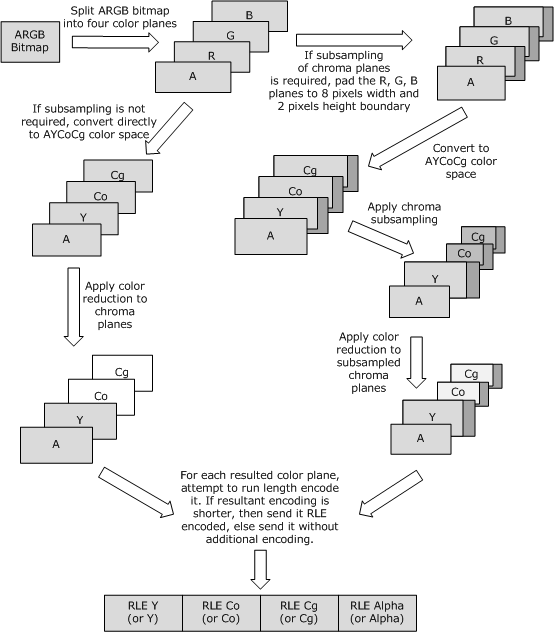 ARGB
Bitmap
Split ARGB bitmap
into four color planes
B
G
R
A
If subsampling
of chroma planes
is required, pad the R, G, B
planes to 8 pixels width and
2 pixels height boundary
B
G
R
A
If subsampling is not
required, convert directly
to AYCoCg color space
Convert to
AYCoCg color
space
Cg
Co
Y
A
Cg
Co
Y
A
Apply chroma
subsampling
Cg
Co
Y
A
Apply color
reduction to
chroma
planes
Apply color
reduction to
subsampled
chroma
planes
Cg
Co
Y
A
Cg
Co
Y
A
For each resulted color plane,
attempt to run length encode
it. If resultant encoding is
shorter, then send it RLE
encoded, else send it without
additional encoding.
RLE Y
(or Y)
RLE Co
(or Co)
RLE Cg
(or Cg)
RLE Alpha
(or Alpha)